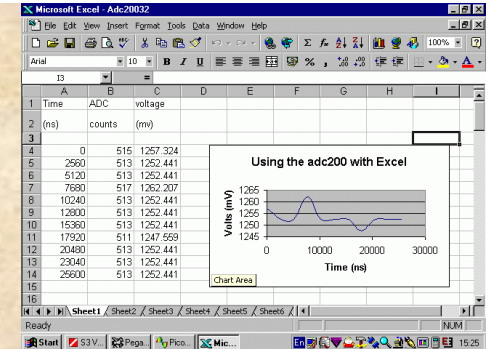 Microsoft Excel - Adc20032
File Edit View Insert Format Tools Data Window Help
100%
Arial 10 B I U
I3 =
A B C D E F G H I
1 Time ADC voltage
2 (ns) counts (mv)
3
4 0 515 1257.324
5 2560 513 1252.441
6 5120 513 1252.441
7 7680 517 1262.207
8 10240 513 1252.441
9 12800 513 1252.441
10 15360 513 1252.441
11 17920 511 1247.559
12 20480 513 1252.441
13 23040 513 1252.441
14 25600 513 1252.441
15
16
Using the adc200 with Excel
Volts (mV)
1265
1260
1255
1250
1245
0 10000 20000 30000
Time (ns)
Chart Area
Sheet1 Sheet2 Sheet3 Sheet4 Sheet5 Sheet6
Ready NUM
Start S3 V... Pega... Pico... Mic... En 15:25